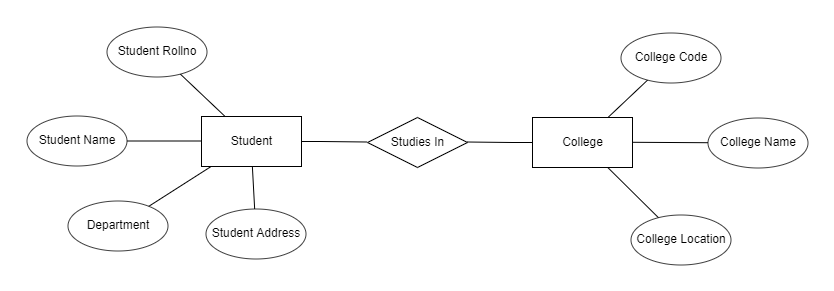 Student Rollno
College Code
Student Name
Student
Studies In
College
College Name
Department
Student Address
College Location